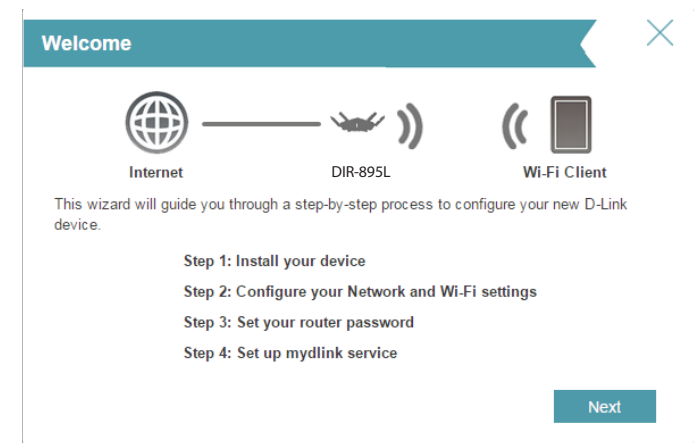 Welcome
Internet DIR-895L Wi-Fi Client
This wizard will guide you through a step-by-step process to configure your new D-Link
device.
Step 1: Install your device
Step 2: Configure your Network and Wi-Fi settings
Step 3: Set your router password
Step 4: Set up mydlink service
Next